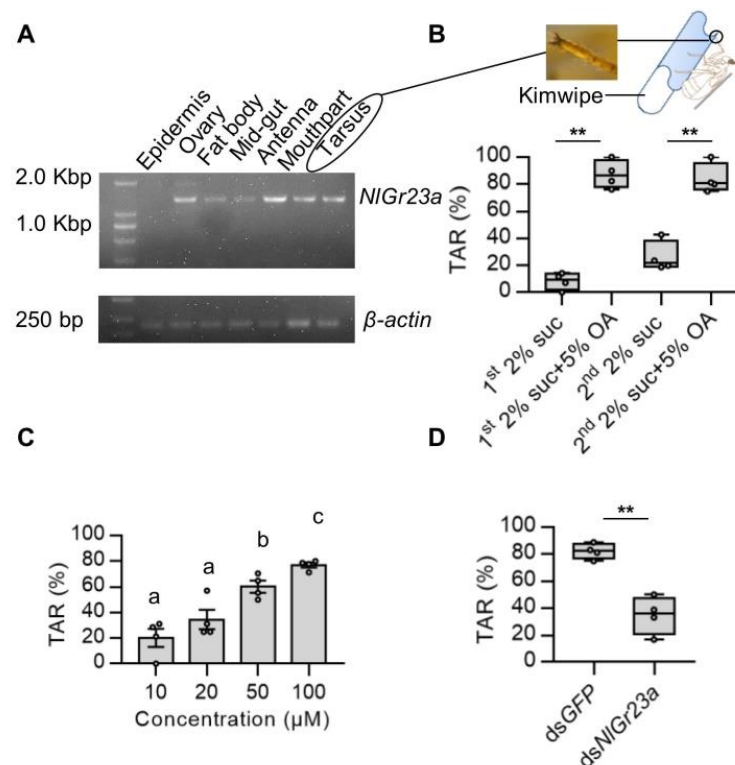 A
Epidermis
Ovary
Fat body
Mid-gut
Antenna
Mouthpart
Tarsus
2.0 Kbp
NlGr23a
1.0 Kbp
250 bp
β-actin
B
Kimwipe
** **
TAR (%)
100
80
60
40
20
0
1st 2% suc
1st 2% suc+5% OA
2nd 2% suc
2nd 2% suc+5% OA
C
TAR (%)
100
80
60
40
20
0
a a b c
10 20 50 100
Concentration (µM)
D
**
TAR (%)
100
80
60
40
20
0
dsGFP
dsNlGr23a